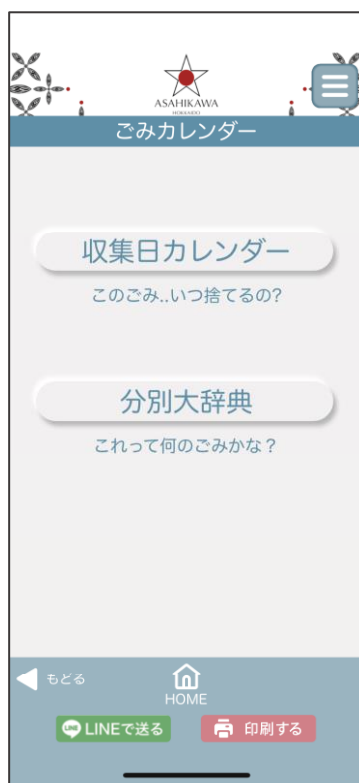 ASAHIKAWA
HOKKAIDO
ごみカレンダー
収集日カレンダー
このごみ..いつ捨てるの?
分別大辞典
これって何のごみかな？
もどる
HOME
LINE LINEで送る
印刷する